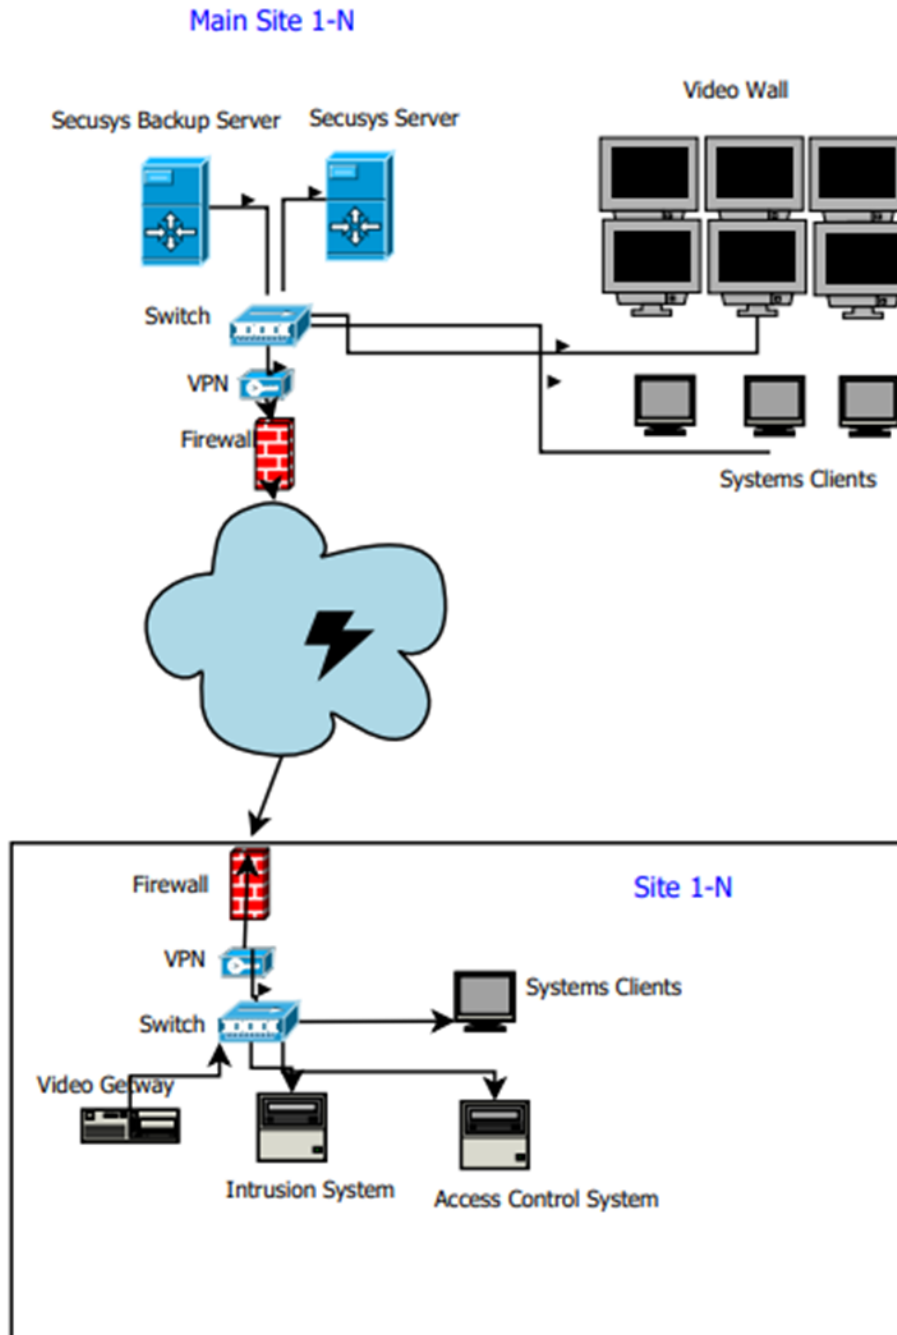 Main Site 1-N
Video Wall
Secusys Backup Server
Secusys Server
Switch
VPN
Firewall
Systems Clients
Firewall
Site 1-N
VPN
Systems Clients
Switch
Video Getway
Intrusion System
Access Control System